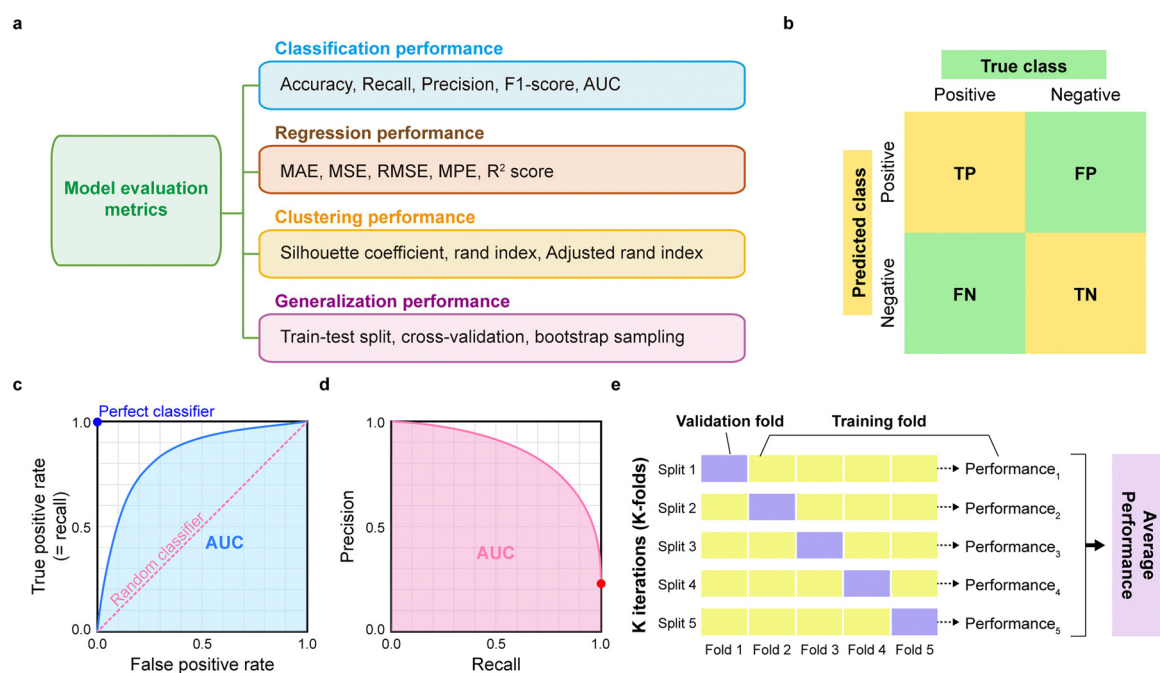 a
Classification performance
Accuracy, Recall, Precision, F1-score, AUC
Regression performance
MAE, MSE, RMSE, MPE, R² score
Model evaluation
metrics
Clustering performance
Silhouette coefficient, rand index, Adjusted rand index
Generalization performance
Train-test split, cross-validation, bootstrap sampling
b
True class
Positive Negative
Predicted class
Positive
Negative
TP FP
FN TN
c
Perfect classifier
True positive rate
(= recall)
1.0
0.5
0.0
AUC
Random classifier
0.0 0.5 1.0
False positive rate
d
Precision
1.0
0.5
0.0
AUC
0.0 0.5 1.0
Recall
e
Validation fold Training fold
K iterations (K-folds)
Split 1 Performance₁
Split 2 Performance₂
Split 3 Performance₃
Split 4 Performance₄
Split 5 Performance₅
Fold 1 Fold 2 Fold 3 Fold 4 Fold 5
Average
Performance